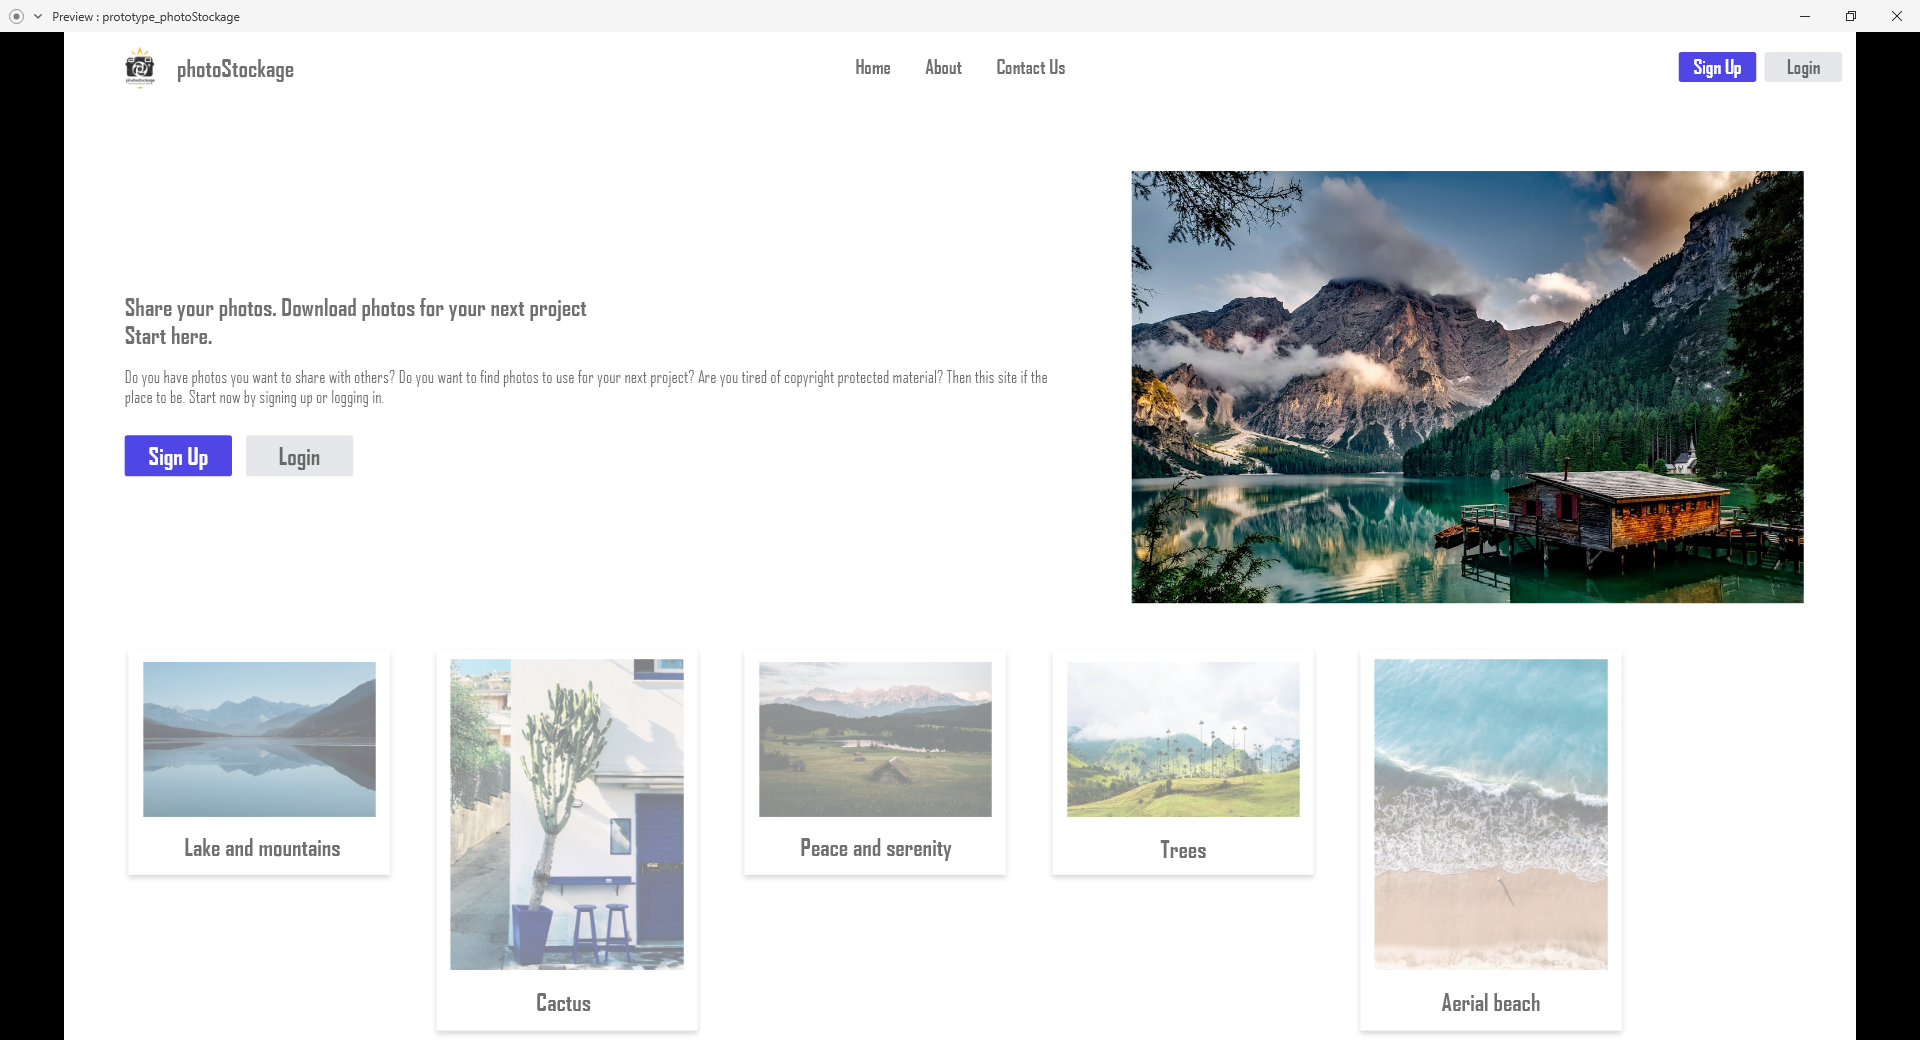 Preview : prototype_photoStockage
photoStockage
Home
About
Contact Us
Sign Up
Login
Share your photos. Download photos for your next project
Start here.
Do you have photos you want to share with others? Do you want to find photos to use for your next project? Are you tired of copyright protected material? Then this site if the
place to be. Start now by signing up or logging in.
Sign Up
Login
Lake and mountains
Cactus
Peace and serenity
Trees
Aerial beach